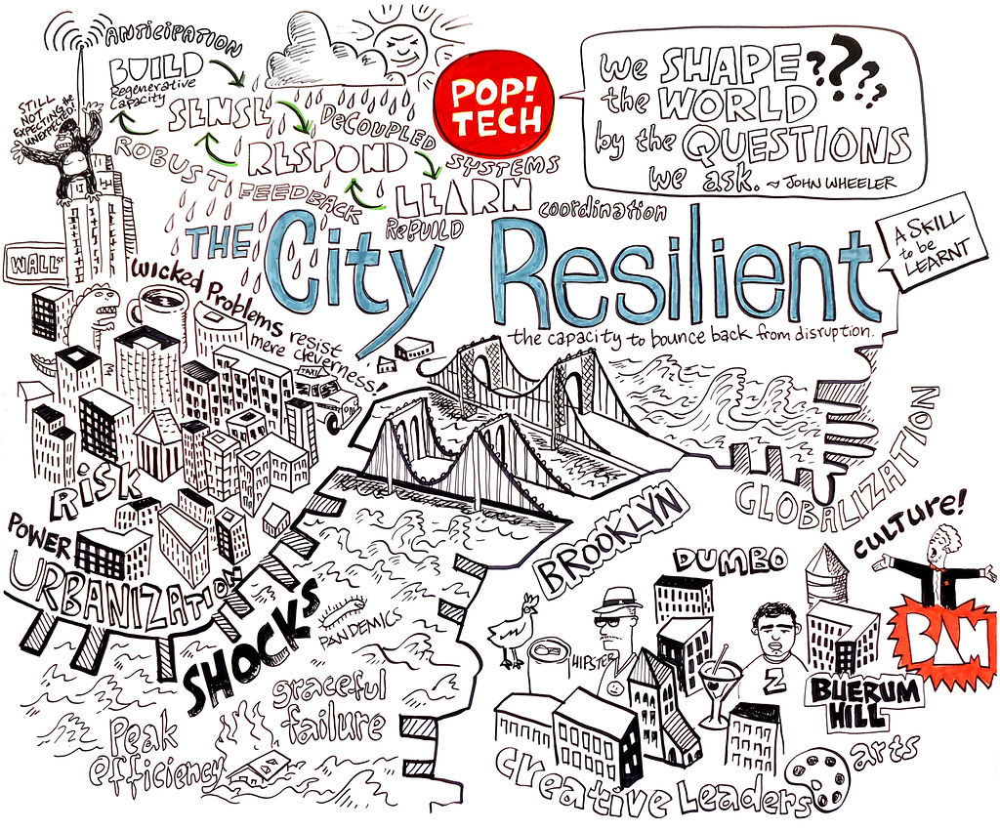 ANTICIPATION
BUILD
Regenerative
Capacity
STILL
NOT
EXPECTING the
UNEXPECTED!
SENSE
DECOUPLED
SYSTEMS
ROBUST
RESPOND
FEEDBACK
LEARN
REBUILD
coordination
POP!
TECH
we SHAPE
the WORLD
by the QUESTIONS
we ask.
~ JOHN WHEELER
???
??
THE City Resilient
the capacity to bounce back from disruption.
A SKILL
to be
LEARNT
WALL ST
wicked Problems
resist
mere cleverness!
TAXI
RISK
POWER
URBANIZATION
SHOCKS
PANDEMICS
graceful
failure
Peak
efficiency
BROOKLYN
GLOBALIZATION
DUMBO
CULTURE!
BAM
HIPSTER
Z
BUERUM
HILL
Creative Leaders
arts